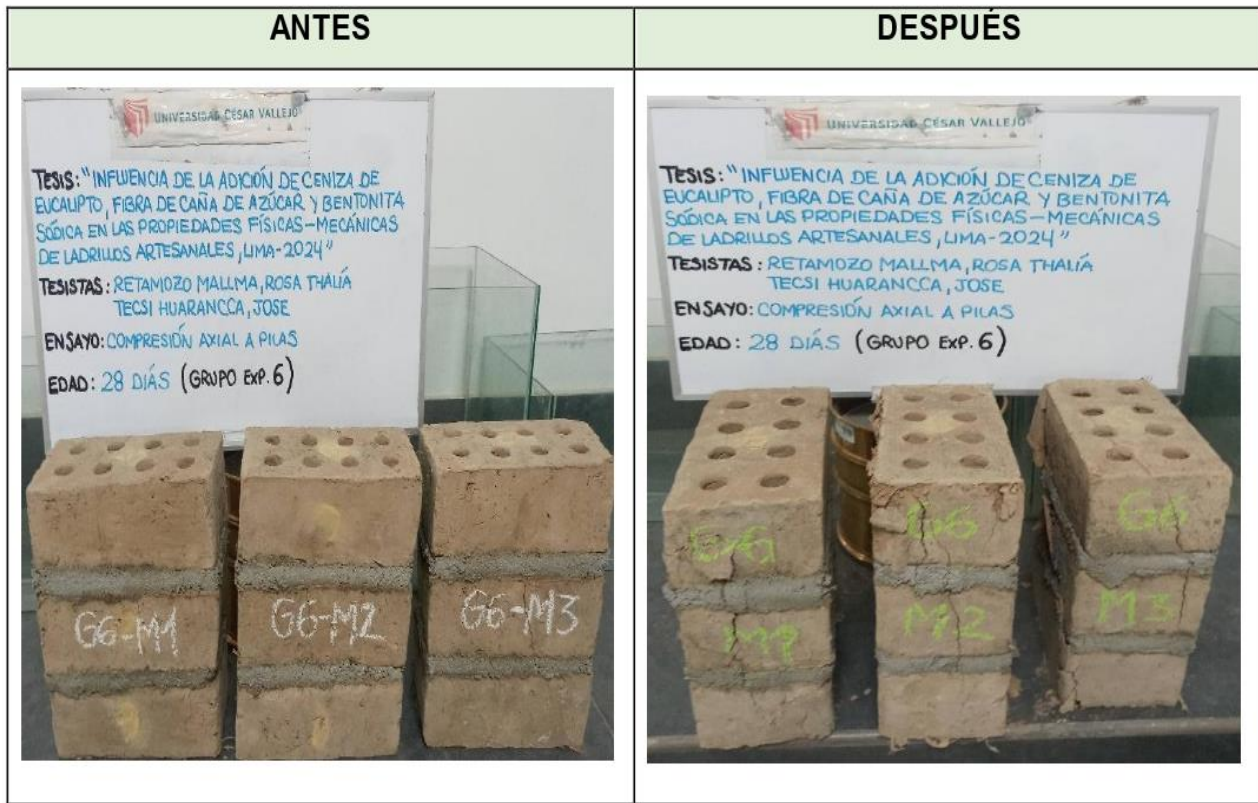 ANTES
DESPUÉS
UNIVERSIDAD CÉSAR VALLEJO
TESIS: "INFLUENCIA DE LA ADICIÓN DE CENIZA DE
EUCALIPTO, FIBRA DE CAÑA DE AZÚCAR Y BENTONITA
SÓDICA EN LAS PROPIEDADES FÍSICAS-MECÁNICAS
DE LADRILLOS ARTESANALES, LIMA-2024"
TESISTAS: RETAMOZO MALLMA, ROSA THALÍA
TECSI HUARANCCA, JOSE
ENSAYO: COMPRESIÓN AXIAL A PILAS
EDAD: 28 DIÁS (GRUPO EXP. 6)
G6-M1
G6-M2
G6-M3
UNIVERSIDAD CÉSAR VALLEJO
TESIS: "INFLUENCIA DE LA ADICIÓN DE CENIZA DE
EUCALIPTO, FIBRA DE CAÑA DE AZÚCAR Y BENTONITA
SÓDICA EN LAS PROPIEDADES FÍSICAS-MECÁNICAS
DE LADRILLOS ARTESANALES, LIMA-2024"
TESISTAS: RETAMOZO MALLMA, ROSA THALÍA
TECSI HUARANCCA, JOSE
ENSAYO: COMPRESIÓN AXIAL A PILAS
EDAD: 28 DIÁS (GRUPO EXP. 6)
G6
G6
G6
M1
M2
M3